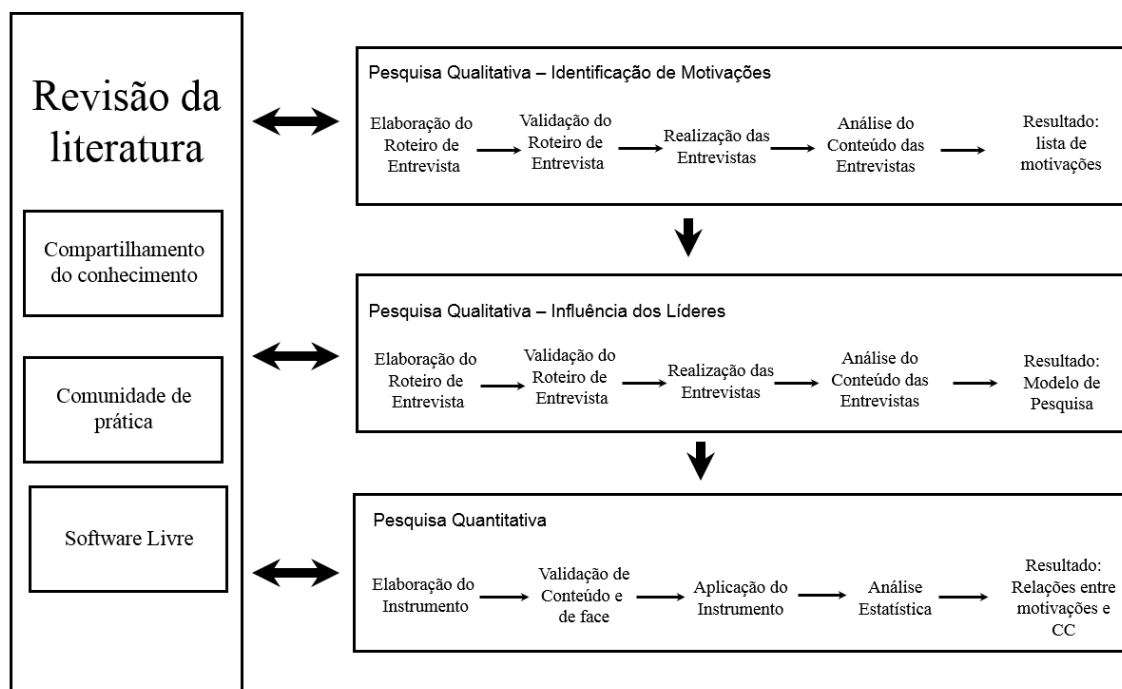 Revisão da
literatura
Compartilhamento
do conhecimento
Comunidade de
prática
Software Livre
Pesquisa Qualitativa – Identificação de Motivações
Elaboração do
Roteiro de
Entrevista
Validação do
Roteiro de
Entrevista
Realização das
Entrevistas
Análise do
Conteúdo das
Entrevistas
Resultado:
lista de
motivações
Pesquisa Qualitativa – Influência dos Líderes
Elaboração do
Roteiro de
Entrevista
Validação do
Roteiro de
Entrevista
Realização das
Entrevistas
Análise do
Conteúdo das
Entrevistas
Resultado:
Modelo de
Pesquisa
Pesquisa Quantitativa
Elaboração do
Instrumento
Validação de
Conteúdo e
de face
Aplicação do
Instrumento
Análise
Estatística
Resultado:
Relações entre
motivações e
CC